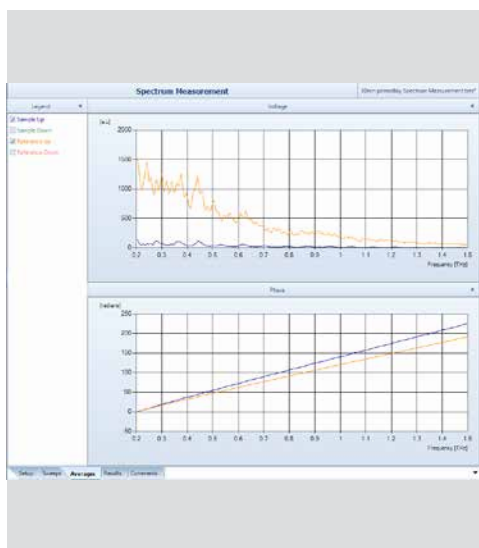 Spectrum Measurement
Legend
Voltage
Sample Up
Sample Down
Reference Up
Reference Down
[a.u.]
2000
1500
1000
500
0
0.2 0.3 0.4 0.5 0.6 0.7 0.8 0.9 1 1.1 1.2 1.3 1.4 1.5
Frequency [THz]
Phase
[radians]
250
200
150
100
50
0
-50
0.2 0.3 0.4 0.5 0.6 0.7 0.8 0.9 1 1.1 1.2 1.3 1.4 1.5
Frequency [THz]
Setup Sweeps Averages Results Comments